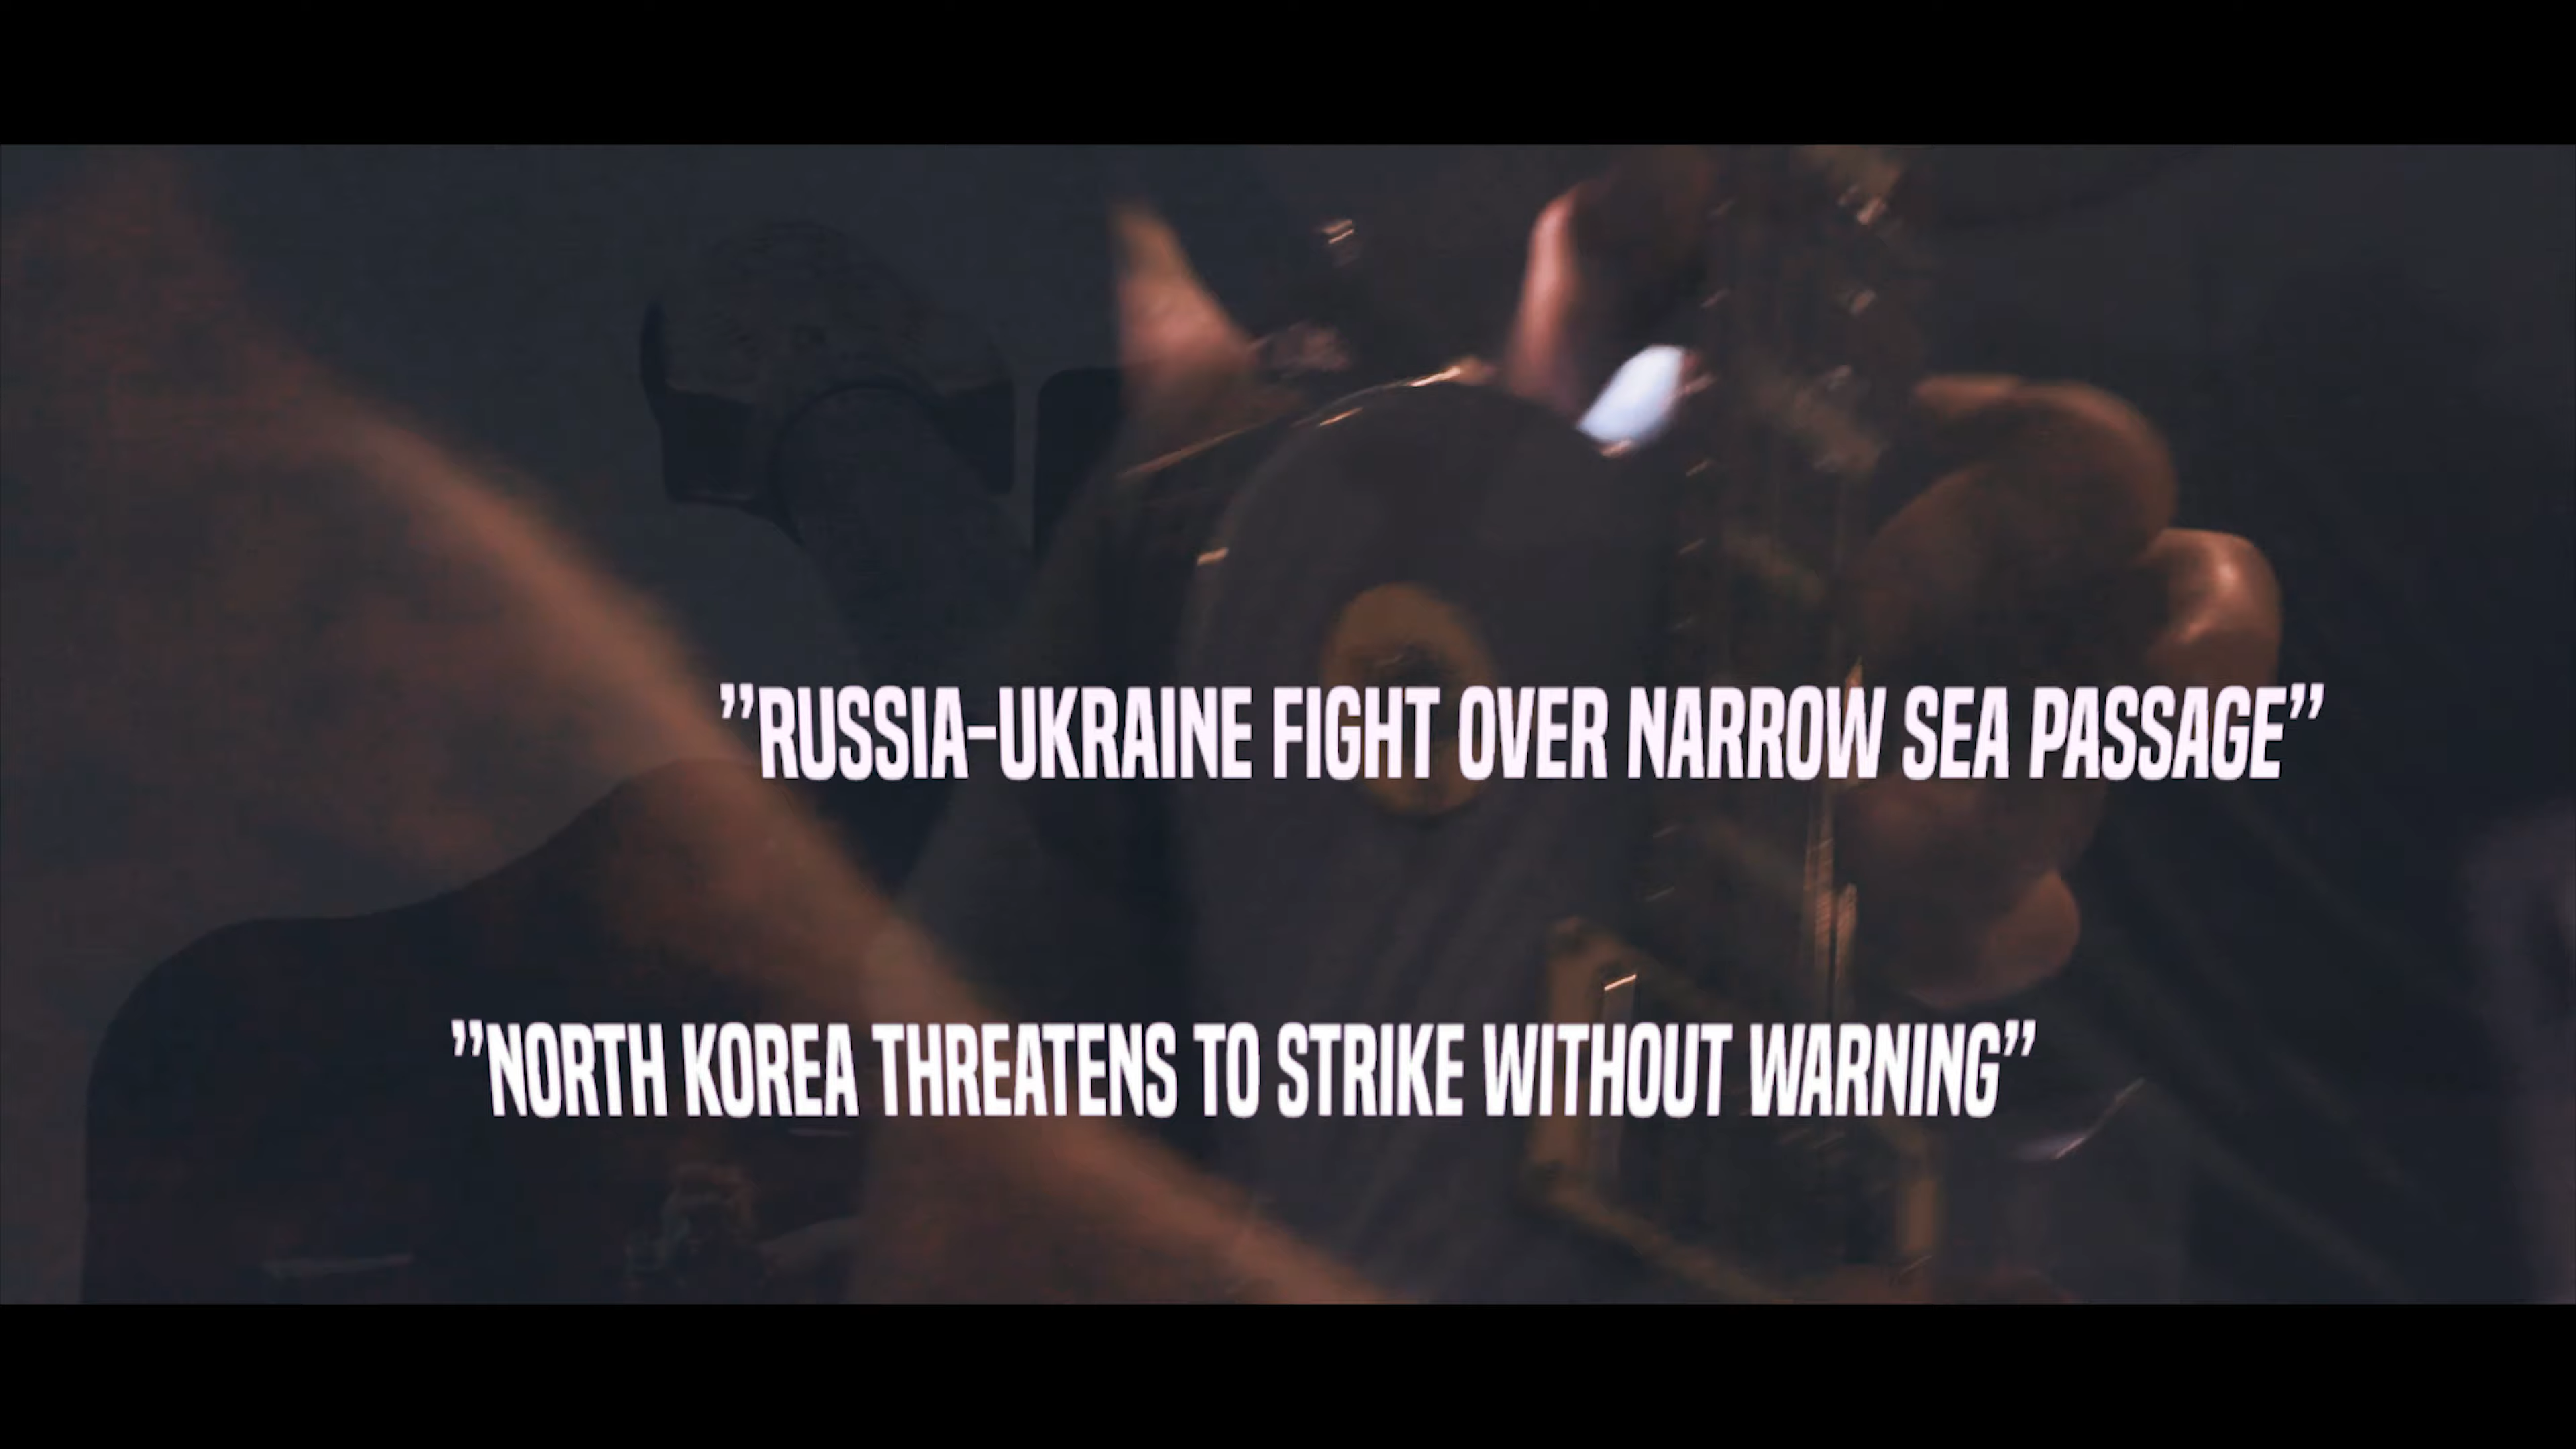 ”RUSSIA-UKRAINE FIGHT OVER NARROW SEA PASSAGE”
”NORTH KOREA THREATENS TO STRIKE WITHOUT WARNING”